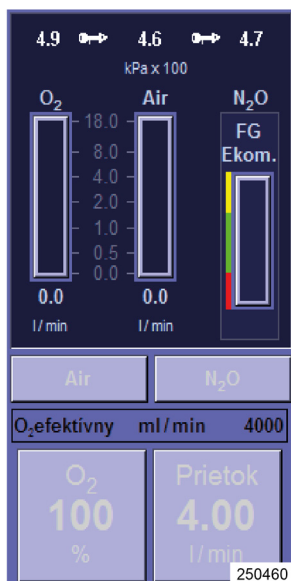 4.9 4.6 4.7
kPa x 100
O₂ Air N₂O
18.0
8.0
4.0
2.0
1.0
0.5
0.0
FG
Ekom.
0.0 0.0
l/min l/min
Air N₂O
O₂efektívny ml/min 4000
O₂ Prietok
100 4.00
% l/min
250460